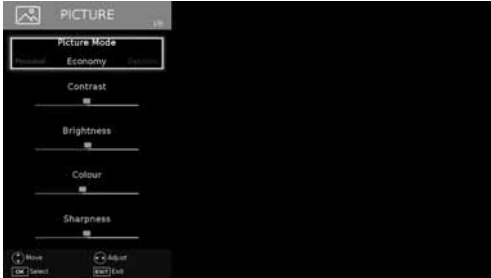 PICTURE
Picture Mode
Economy
Contrast
Brightness
Colour
Sharpness
Move Adjust
OK Select EXIT Exit